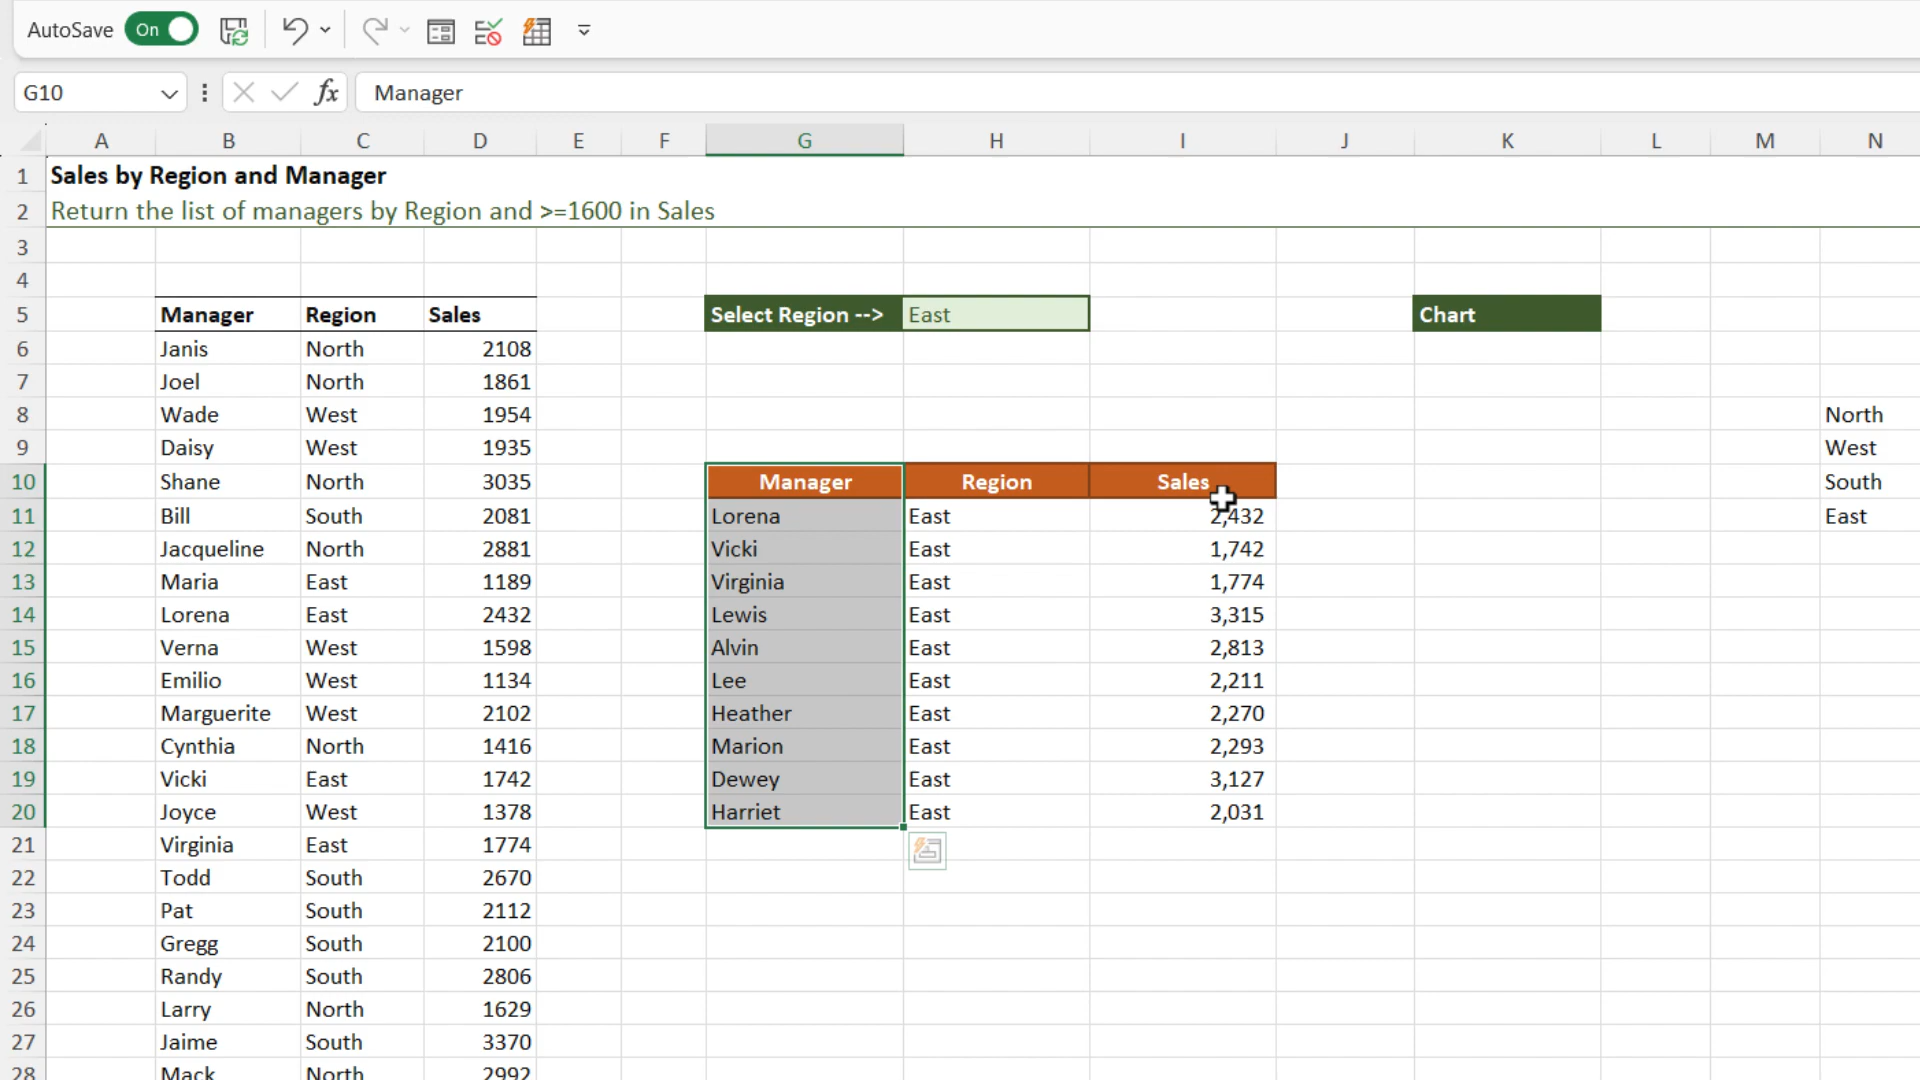 AutoSave On
G10 fx Manager
A B C D E F G H I J K L M N
1 Sales by Region and Manager
2 Return the list of managers by Region and >=1600 in Sales
3
4
5 Manager Region Sales Select Region --> East Chart
6 Janis North 2108
7 Joel North 1861
8 Wade West 1954 North
9 Daisy West 1935 West
10 Shane North 3035 Manager Region Sales South
11 Bill South 2081 Lorena East 2,432 East
12 Jacqueline North 2881 Vicki East 1,742
13 Maria East 1189 Virginia East 1,774
14 Lorena East 2432 Lewis East 3,315
15 Verna West 1598 Alvin East 2,813
16 Emilio West 1134 Lee East 2,211
17 Marguerite West 2102 Heather East 2,270
18 Cynthia North 1416 Marion East 2,293
19 Vicki East 1742 Dewey East 3,127
20 Joyce West 1378 Harriet East 2,031
21 Virginia East 1774
22 Todd South 2670
23 Pat South 2112
24 Gregg South 2100
25 Randy South 2806
26 Larry North 1629
27 Jaime South 3370
28 Mack North 2992